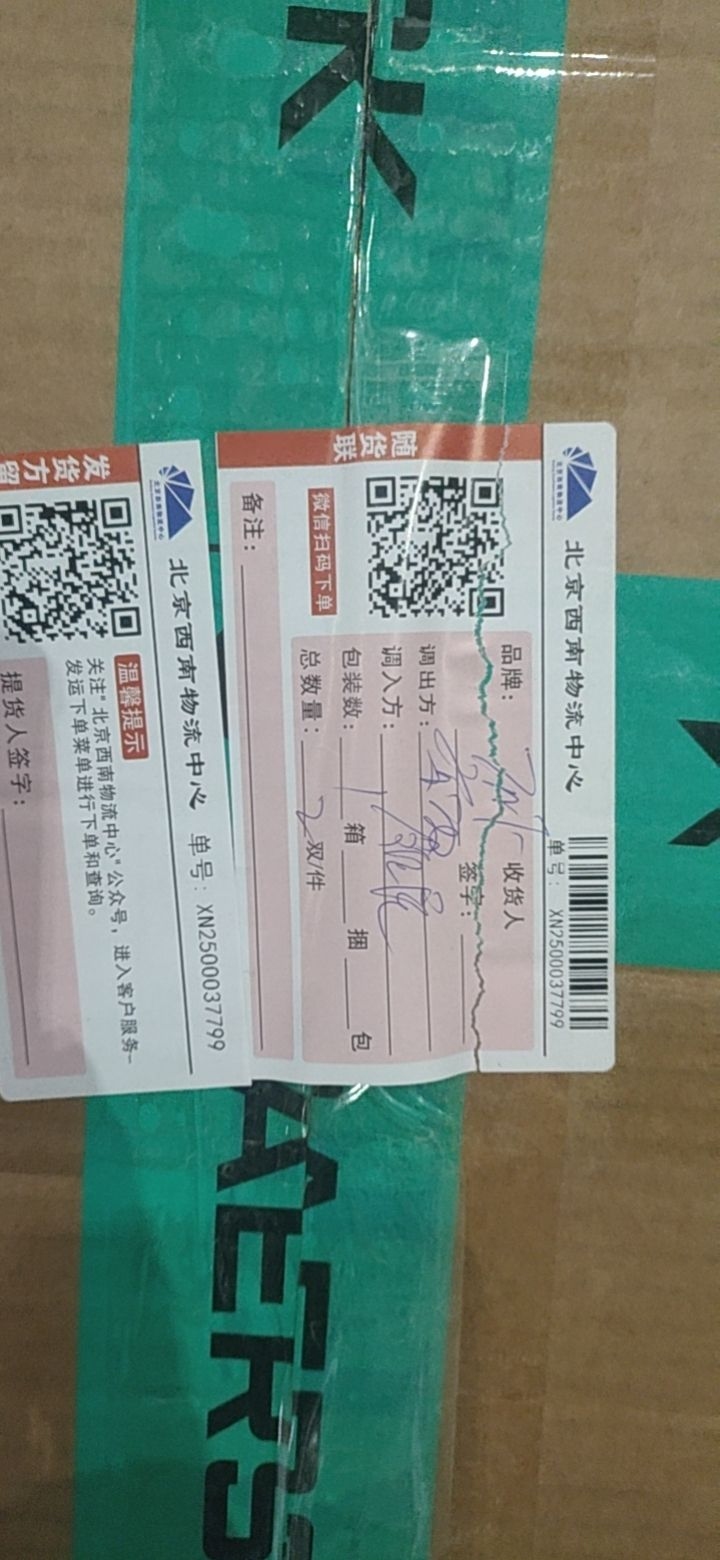 K
随货联
北京西南物流中心
单号: XN2500037799
品牌:
收货人
签字:
调出方:
调入方:
包装数: 1 箱 捆 包
总数量: 2 双/件
微信扫码下单
备注:
发货方留
北京西南物流中心
单号: XN2500037799
温馨提示
关注"北京西南物流中心"公众号, 进入客户服务-
发运下单菜单进行下单和查询。
提货人签字:
AERS